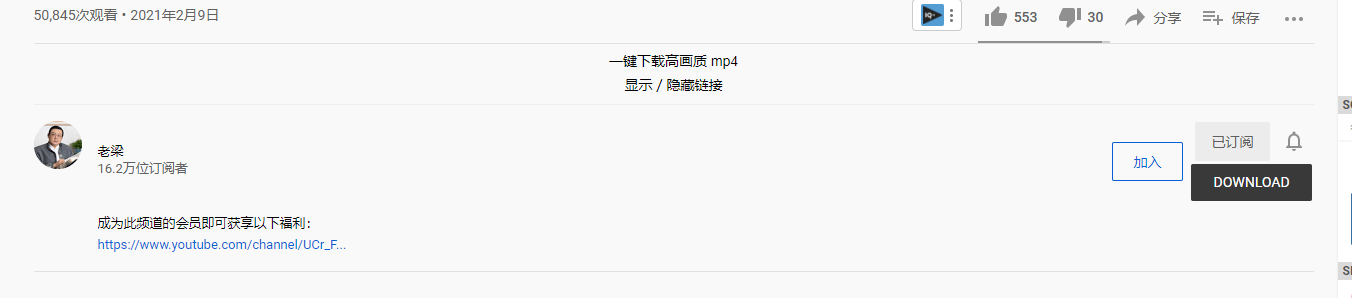 50,845次观看 • 2021年2月9日
IQ
553
30
分享
保存
一键下载高画质 mp4
显示 / 隐藏链接
老梁
16.2万位订阅者
加入
已订阅
DOWNLOAD
成为此频道的会员即可获享以下福利：
https://www.youtube.com/channel/UCr_F...